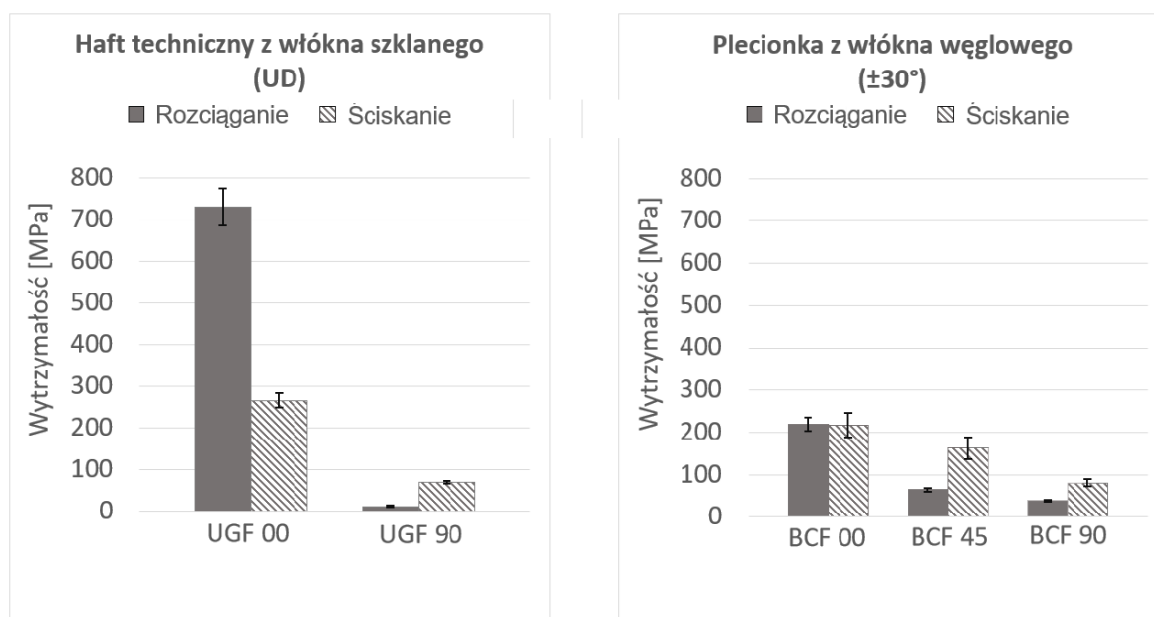 Haft techniczny z włókna szklanego
(UD)
Rozciąganie Ściskanie
Wytrzymałość [MPa]
800
700
600
500
400
300
200
100
0
UGF 00 UGF 90
Plecionka z włókna węglowego
(±30°)
Rozciąganie Ściskanie
Wytrzymałość [MPa]
800
700
600
500
400
300
200
100
0
BCF 00 BCF 45 BCF 90